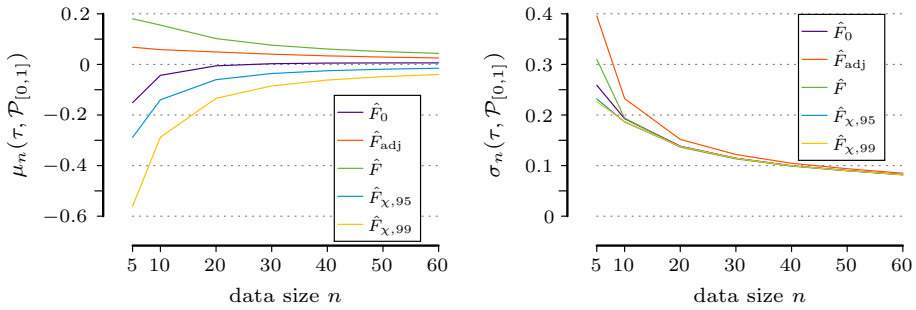 0.2
0
−0.2
−0.4
−0.6
μ̂n(τ, P[0,1])
F̂0
F̂adj
F̂
F̂χ,95
F̂χ,99
5 10 20 30 40 50 60
data size n
0.4
0.3
0.2
0.1
0
σn(τ, P[0,1])
F̂0
F̂adj
F̂
F̂χ,95
F̂χ,99
5 10 20 30 40 50 60
data size n